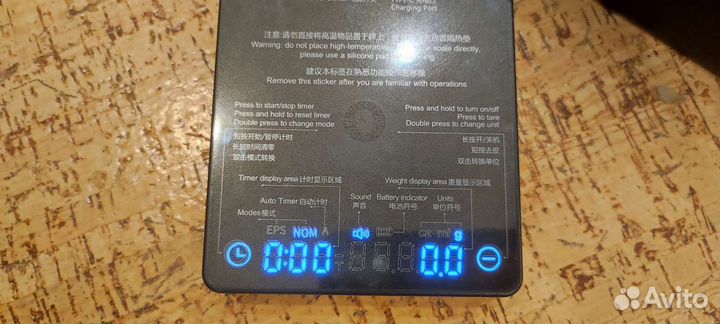 Charging Port
注意:请勿直接将高温物品置于秤上,
隔热垫
Warning: do not place high-temperature scale directly,
please use a silicone pad
建议本标签在熟悉功能操作后移除
Remove this sticker after you are familiar with operations
Press to start/stop timer
Press and hold to reset timer
Double press to change mode
短按开始/暂停计时
长按时间清零
双击模式转换
Press and hold to turn on/off
Press to tare
Double press to change unit
长按开/关机
短按去皮
双击转换单位
Timer display area 计时显示区域
Weight display area 重量显示区域
Auto Timer 自动计时
Modes 模式
Sound
声音
Battery indicator
电池符号
Units
单位符号
EPS NOM A
oz ml g
0:00
0.0
Avito